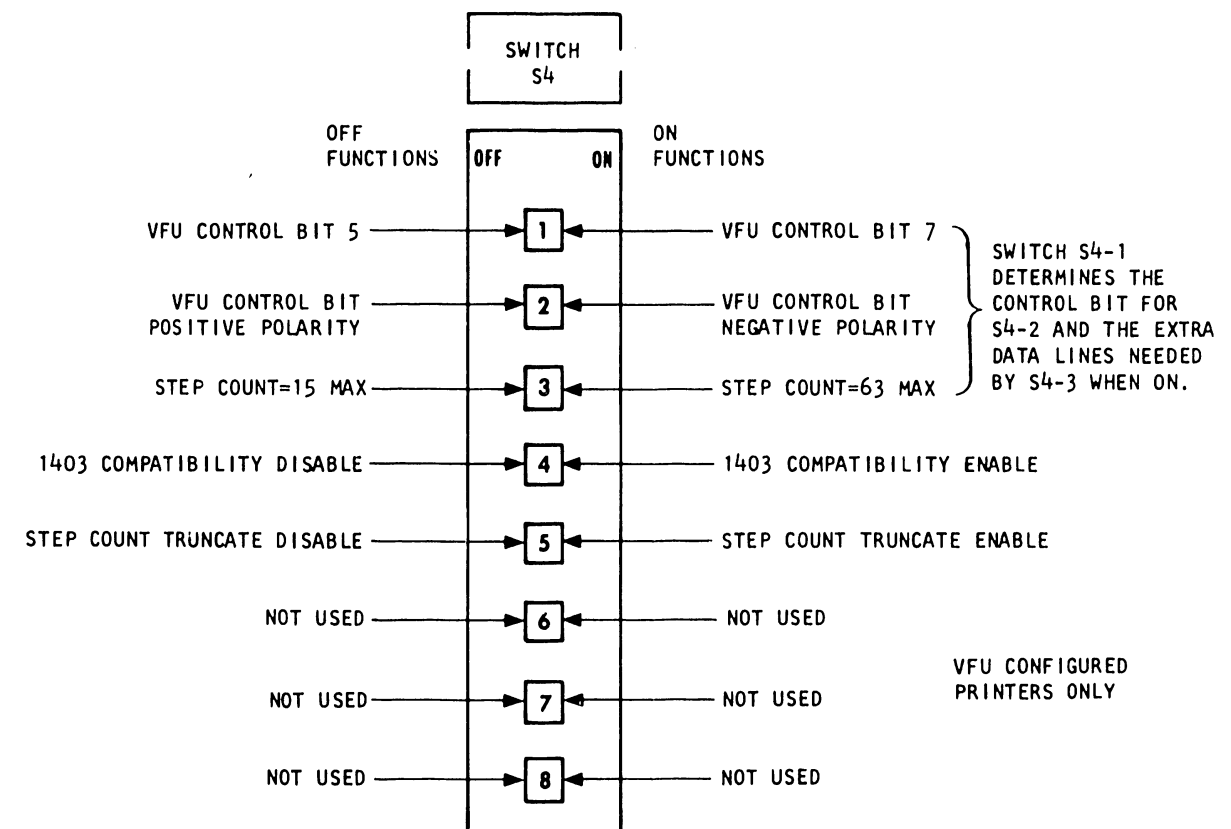 SWITCH
S4
OFF
FUNCTIONS
OFF
ON
ON
FUNCTIONS
VFU CONTROL BIT 5
1
VFU CONTROL BIT 7
VFU CONTROL BIT
POSITIVE POLARITY
2
VFU CONTROL BIT
NEGATIVE POLARITY
STEP COUNT=15 MAX
3
STEP COUNT=63 MAX
SWITCH S4-1
DETERMINES THE
CONTROL BIT FOR
S4-2 AND THE EXTRA
DATA LINES NEEDED
BY S4-3 WHEN ON.
1403 COMPATIBILITY DISABLE
4
1403 COMPATIBILITY ENABLE
STEP COUNT TRUNCATE DISABLE
5
STEP COUNT TRUNCATE ENABLE
NOT USED
6
NOT USED
NOT USED
7
NOT USED
VFU CONFIGURED
PRINTERS ONLY
NOT USED
8
NOT USED